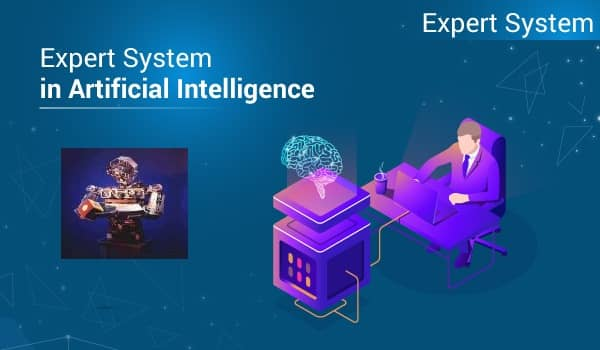 Expert System
Expert System
in Artificial Intelligence